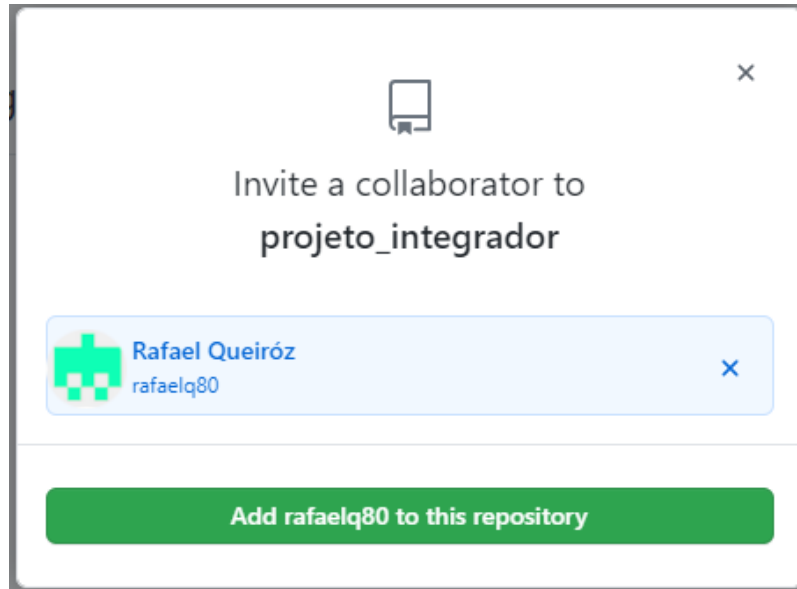 Invite a collaborator to
projeto_integrador
Rafael Queiróz
rafaelq80
Add rafaelq80 to this repository